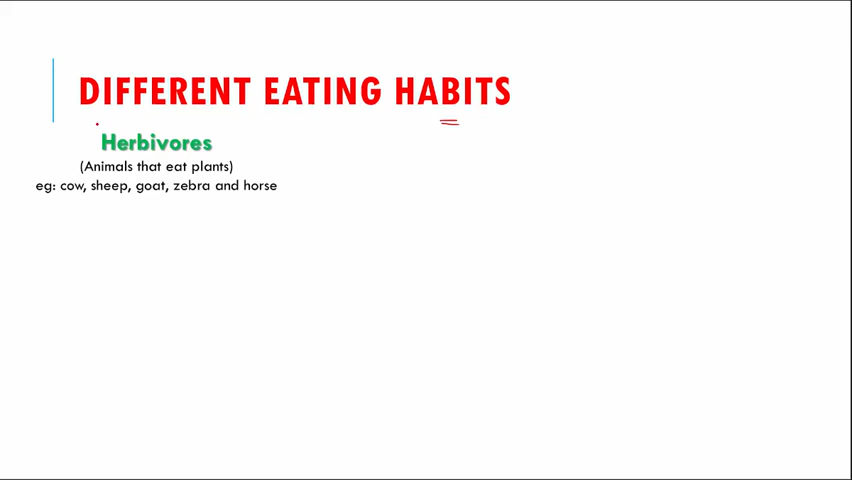 DIFFERENT EATING HABITS
Herbivores
(Animals that eat plants)
eg: cow, sheep, goat, zebra and horse